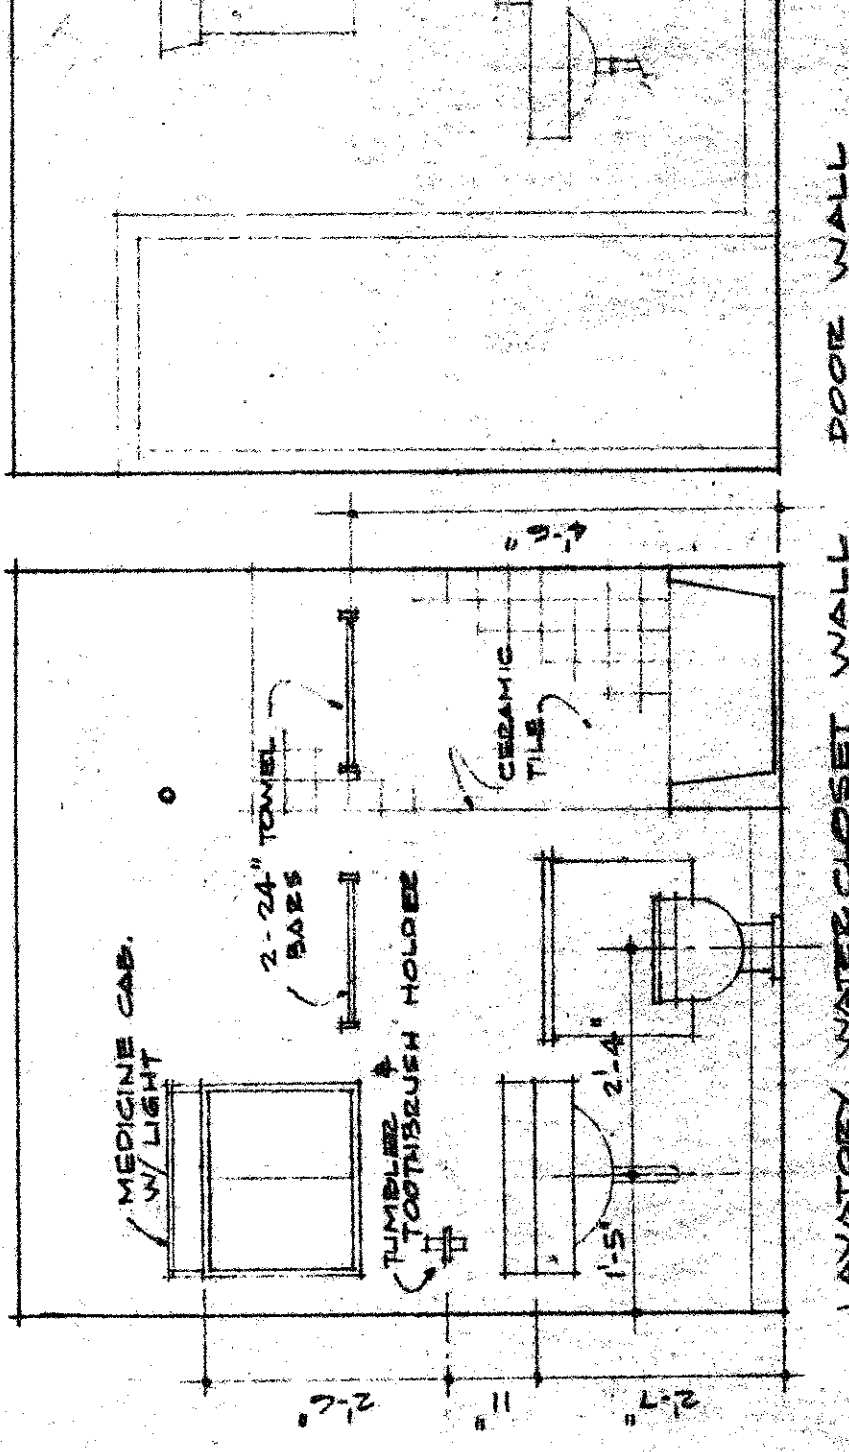 MEDICINE CAB.
W/ LIGHT
2-24" TOWEL
BARS
TUMBLER &
TOOTHBRUSH HOLDER
CERAMIC
TILE
2'-6"
11"
2'-7"
1'-5"
2'-4"
4'-6"
LAVATORY, WATER CLOSET WALL
DOOR WALL